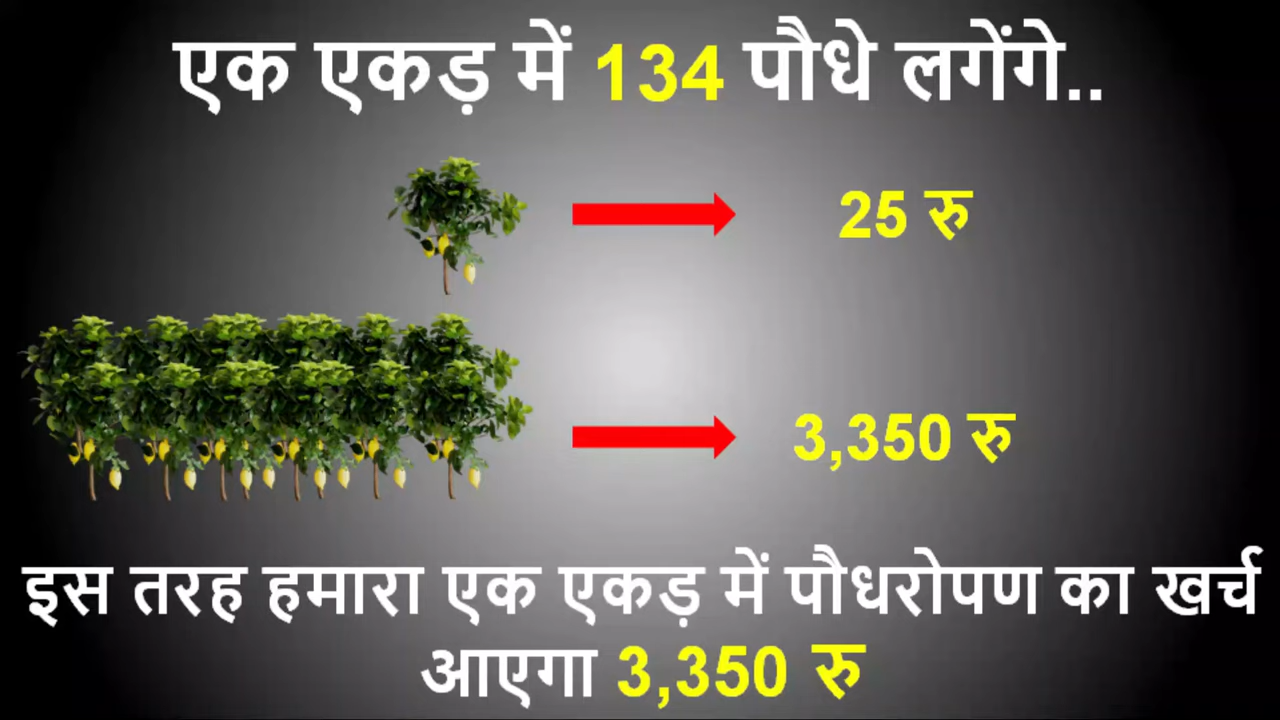 एक एकड़ में 134 पौधे लगेंगे..
25 रु
3,350 रु
इस तरह हमारा एक एकड़ में पौधरोपण का खर्च
आएगा 3,350 रु